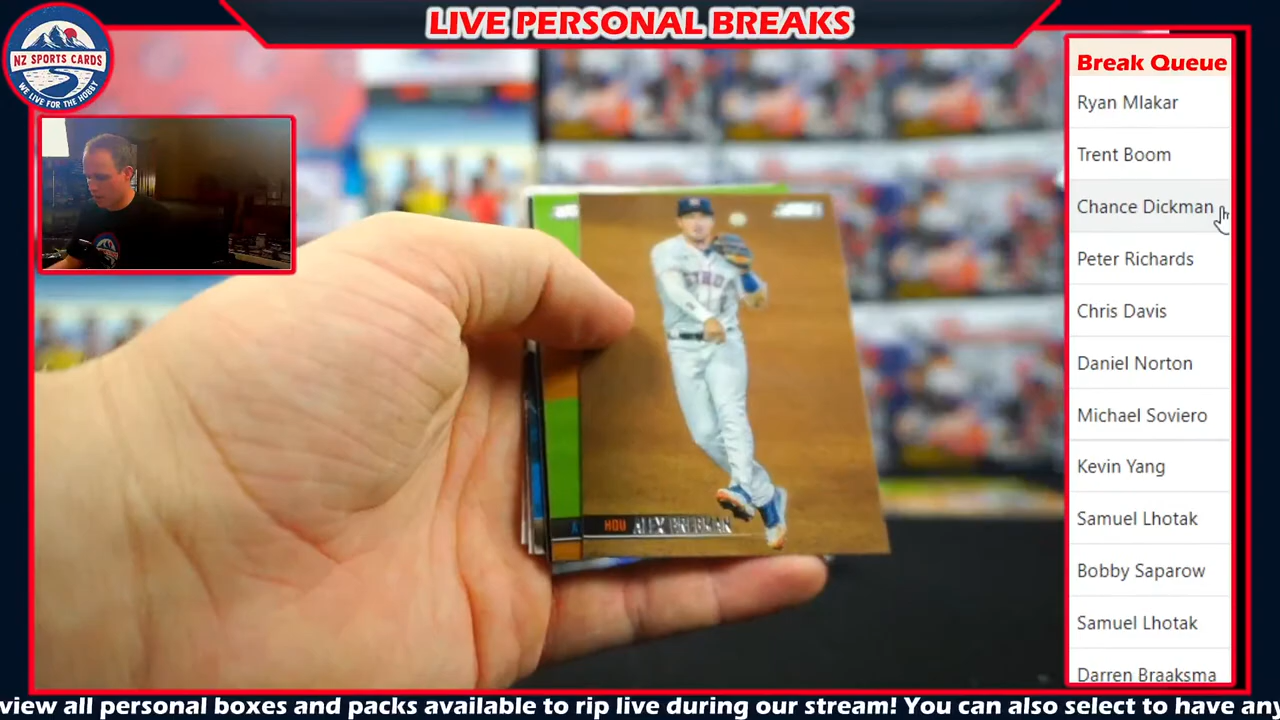 LIVE PERSONAL BREAKS
NZ SPORTS CARDS
WE LIVE FOR THE HOBBY
Break Queue
Ryan Mlakar
Trent Boom
Chance Dickman
Peter Richards
Chris Davis
Daniel Norton
Michael Soviero
Kevin Yang
Samuel Lhotak
Bobby Saparow
Samuel Lhotak
Darren Braaksma
HOU ALEX BREGMAN
view all personal boxes and packs available to rip live during our stream! You can also select to have any